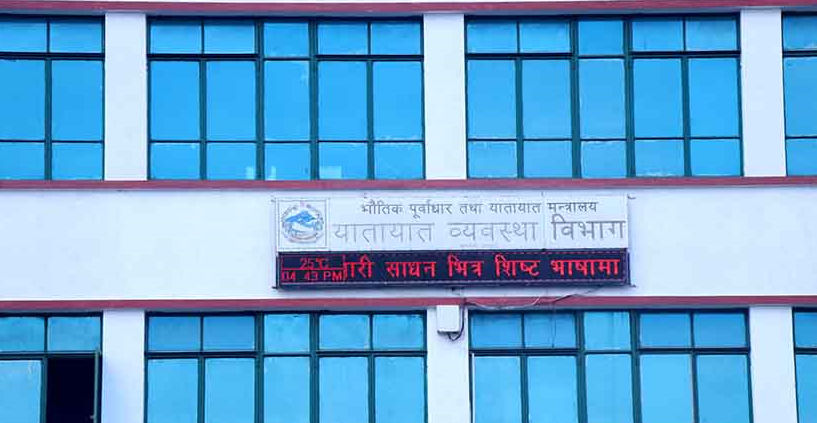 भौतिक पूर्वाधार तथा यातायात मन्त्रालय
यातायात व्यवस्था विभाग
25°C
04 43 PM
ारी साधन भित्र शिष्ट भाषामा